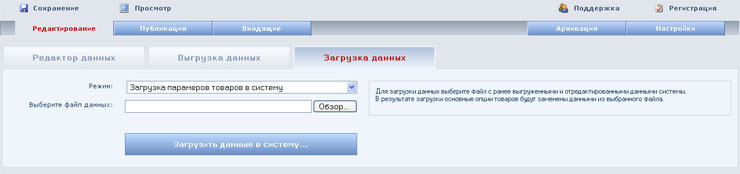 Сохранение Просмотр Поддержка Регистрация
Редактирование Публикация Входящие Архивация Настройки
Редактор данных Выгрузка данных Загрузка данных
Режим: Загрузка парамеров товаров в систему
Для загрузки данных выберите файл с ранее выгруженными и отредактированными данными системы.
В результате загрузки основные опции товаров будут заменены данными из выбранного файла.
Выберите файл данных: Обзор...
Загрузить данные в систему...